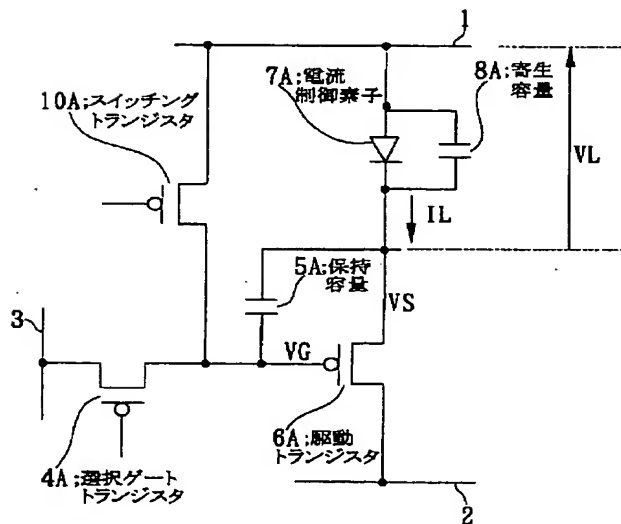 1
7A;電流
制御素子
8A;寄生
容量
10A;スイッチング
トランジスタ
VL
IL
5A;保持
容量
VS
3
VG
6A;駆動
トランジスタ
4A;選択ゲート
トランジスタ
2